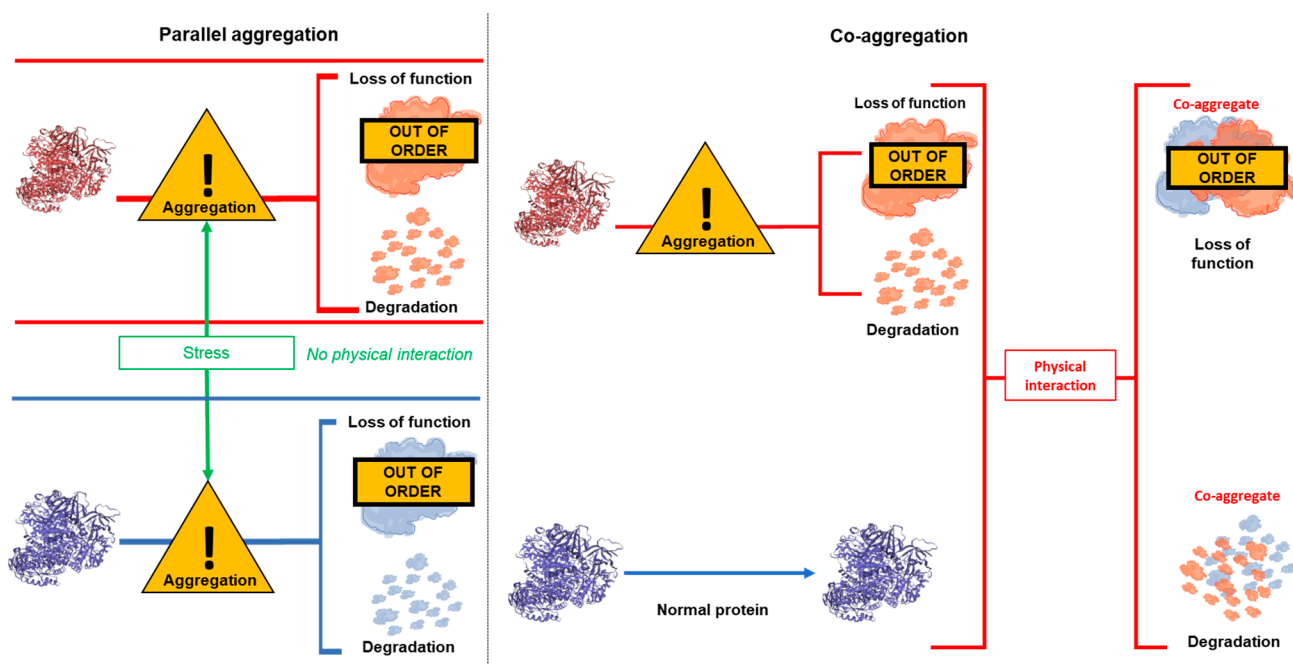 Parallel aggregation
Loss of function
OUT OF
ORDER
!
Aggregation
Degradation
Stress
No physical interaction
Loss of function
OUT OF
ORDER
!
Aggregation
Degradation
Co-aggregation
Loss of function
OUT OF
ORDER
!
Aggregation
Degradation
Normal protein
Physical
interaction
Co-aggregate
OUT OF
ORDER
Loss of
function
Co-aggregate
Degradation